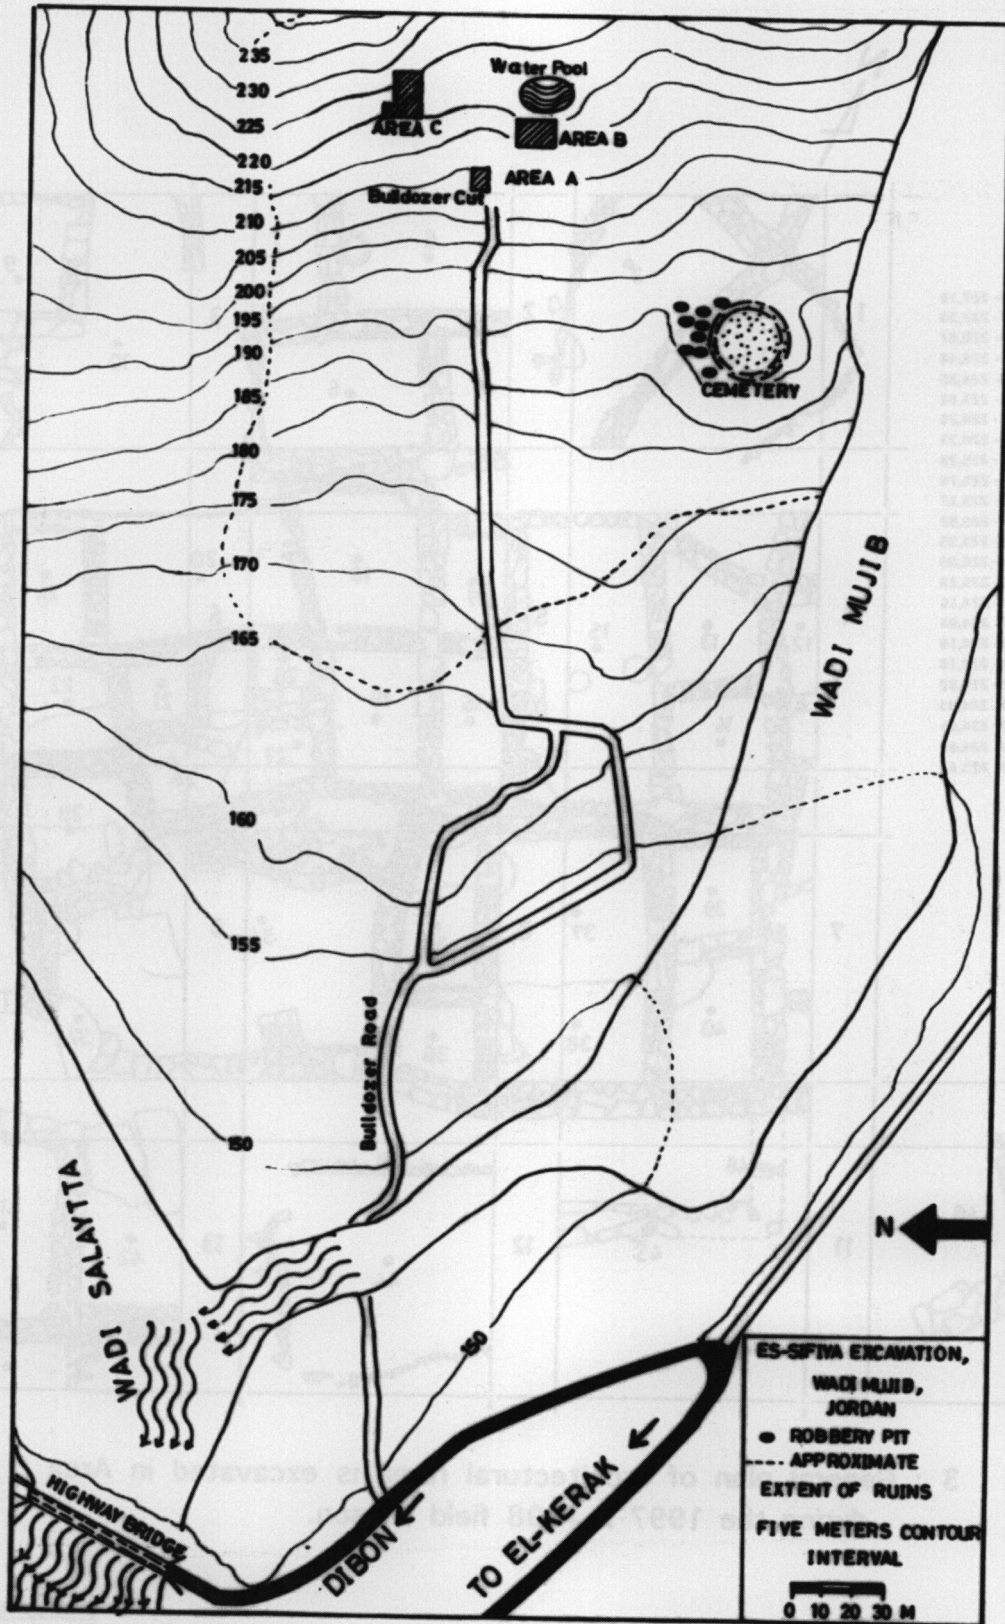 235
230
225
220
215
210
205
200
195
190
185
180
175
170
165
160
155
150
Water Pool
AREA C
AREA B
AREA A
Bulldozer Cut
CEMETERY
WADI MUJIB
Bulldozer Road
WADI SALAYTTA
150
N
HIGHWAY BRIDGE
DIBON
TO EL-KERAK
ES-SIFIYA EXCAVATION,
WADI MUJIB,
JORDAN
ROBBERY PIT
APPROXIMATE
EXTENT OF RUINS
FIVE METERS CONTOUR
INTERVAL
0 10 20 30 M